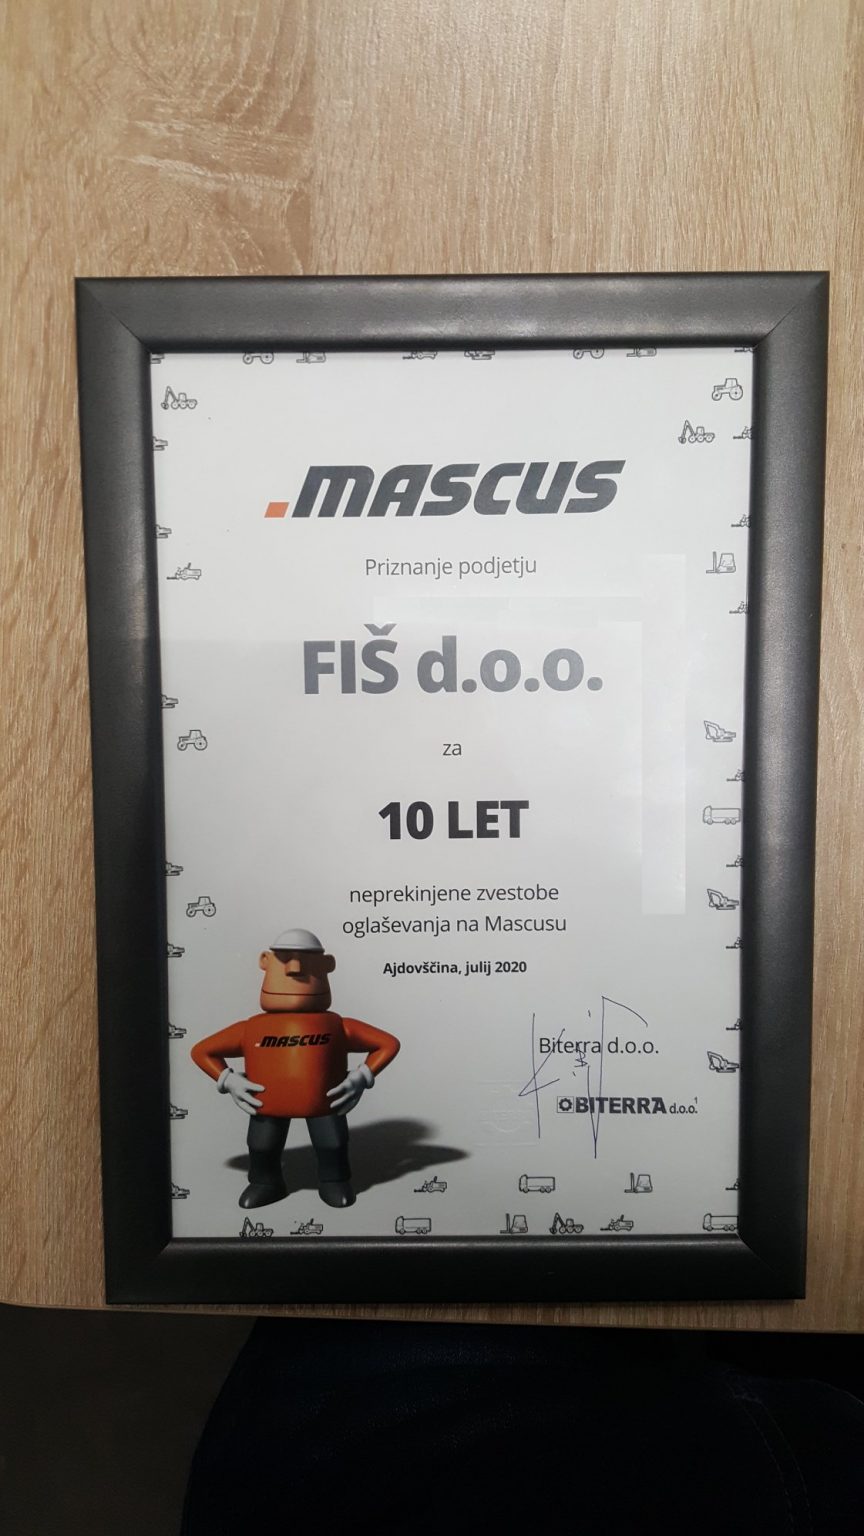 .MASCUS
Priznanje podjetju
FIŠ d.o.o.
za
10 LET
neprekinjene zvestobe
oglaševanja na Mascusu
Ajdovščina, julij 2020
.MASCUS
Biterra d.o.o.
BITERRA d.o.o.